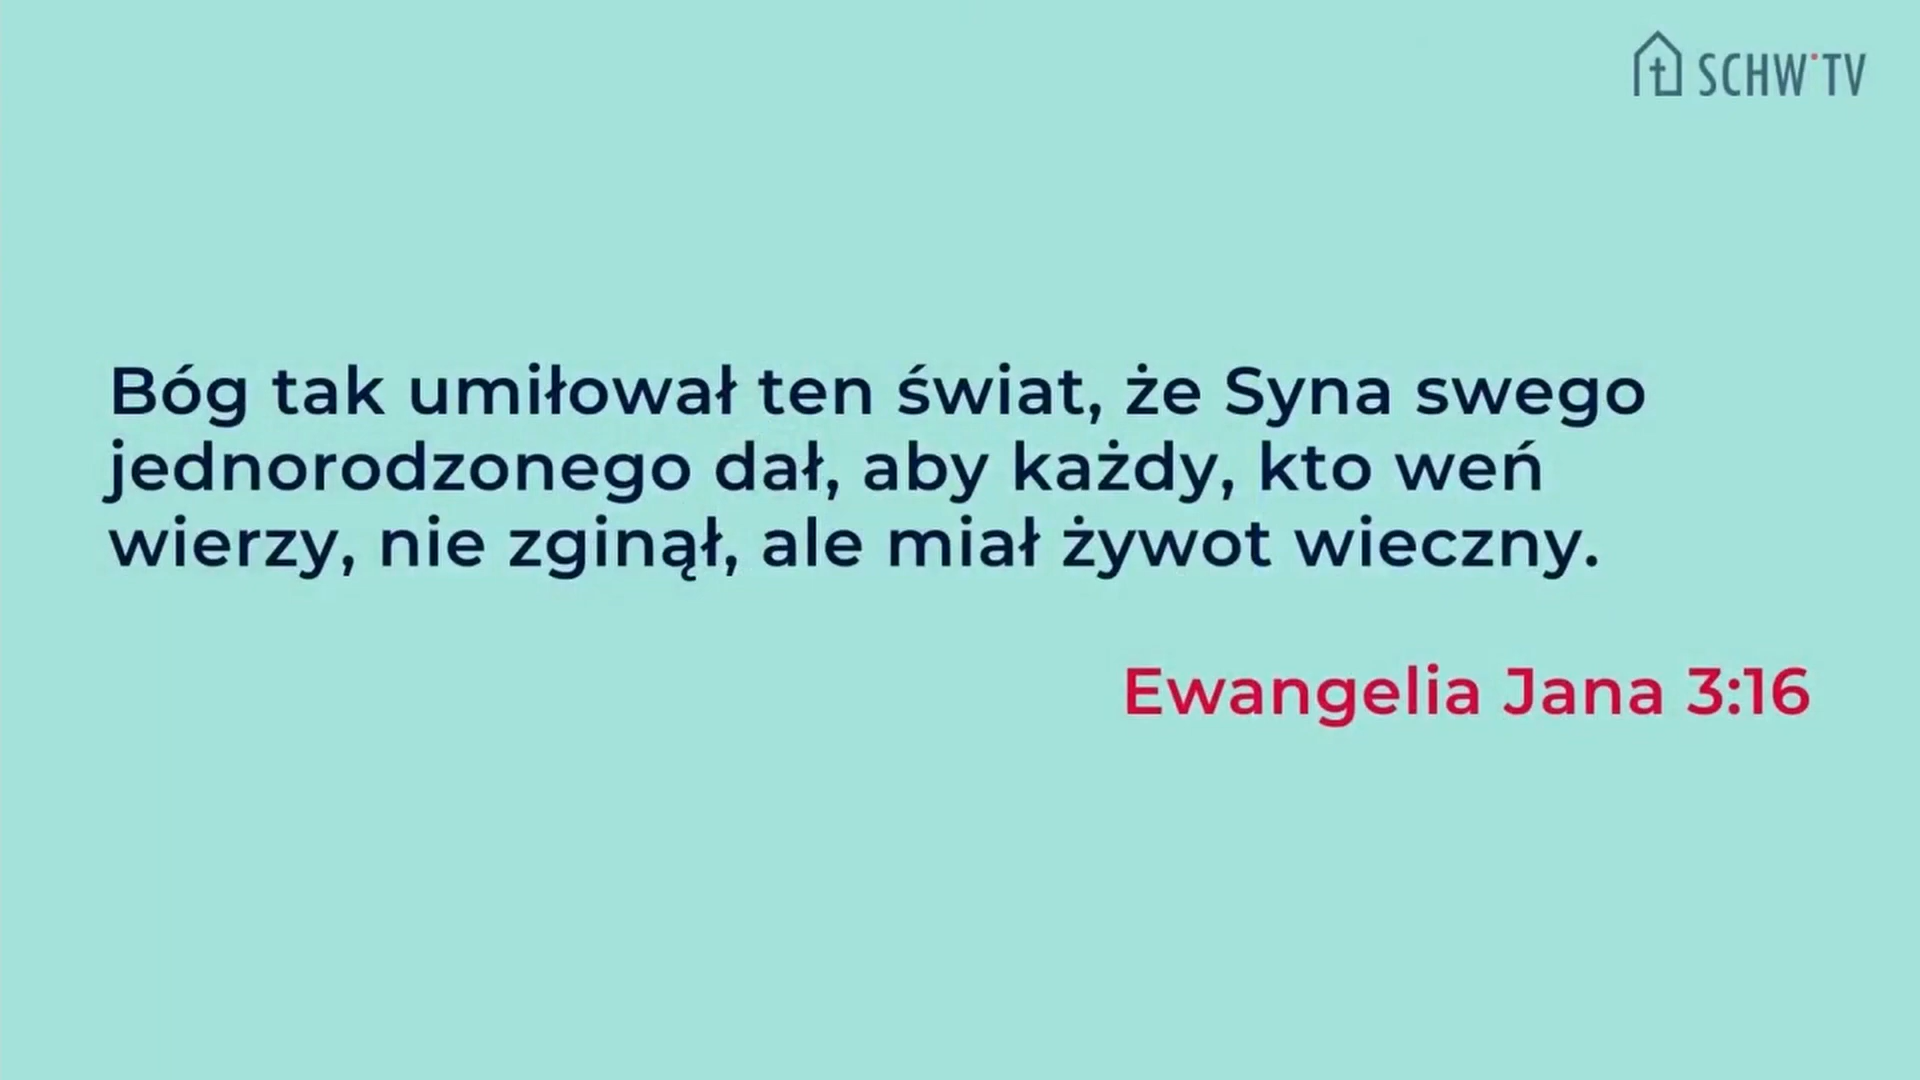 SCHW TV
Bóg tak umiłował ten świat, że Syna swego
jednorodzonego dał, aby każdy, kto weń
wierzy, nie zginął, ale miał żywot wieczny.
Ewangelia Jana 3:16